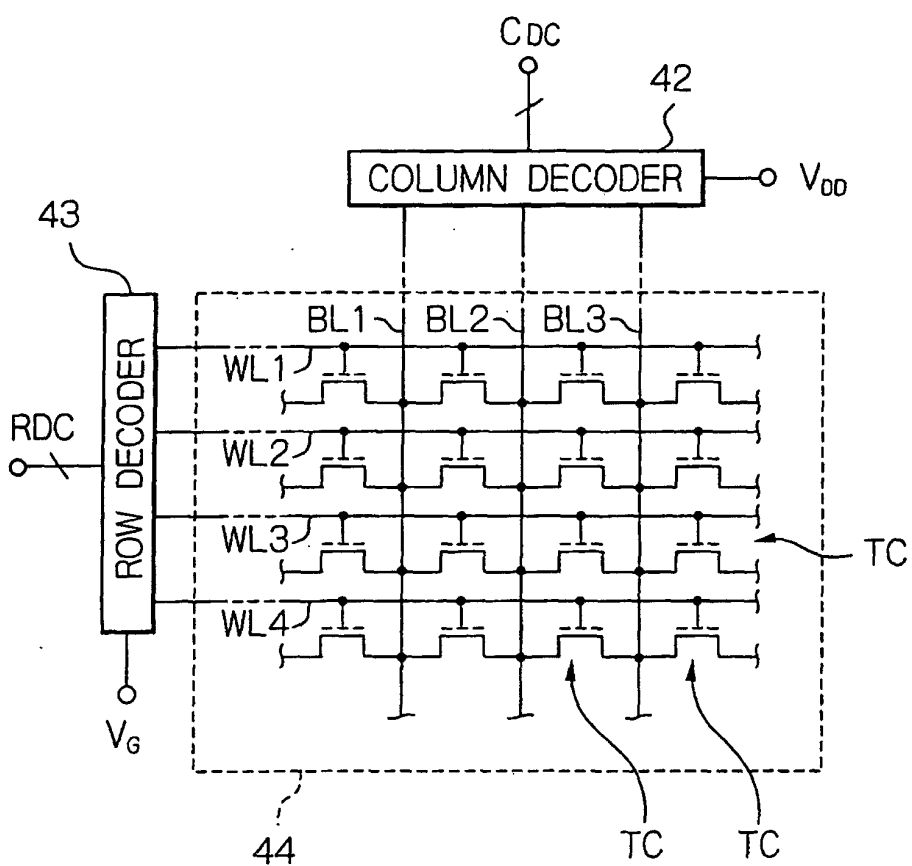 CDC
42
COLUMN DECODER
VDD
43
ROW DECODER
BL1
BL2
BL3
WL1
RDC
WL2
WL3
TC
WL4
VG
44
TC
TC